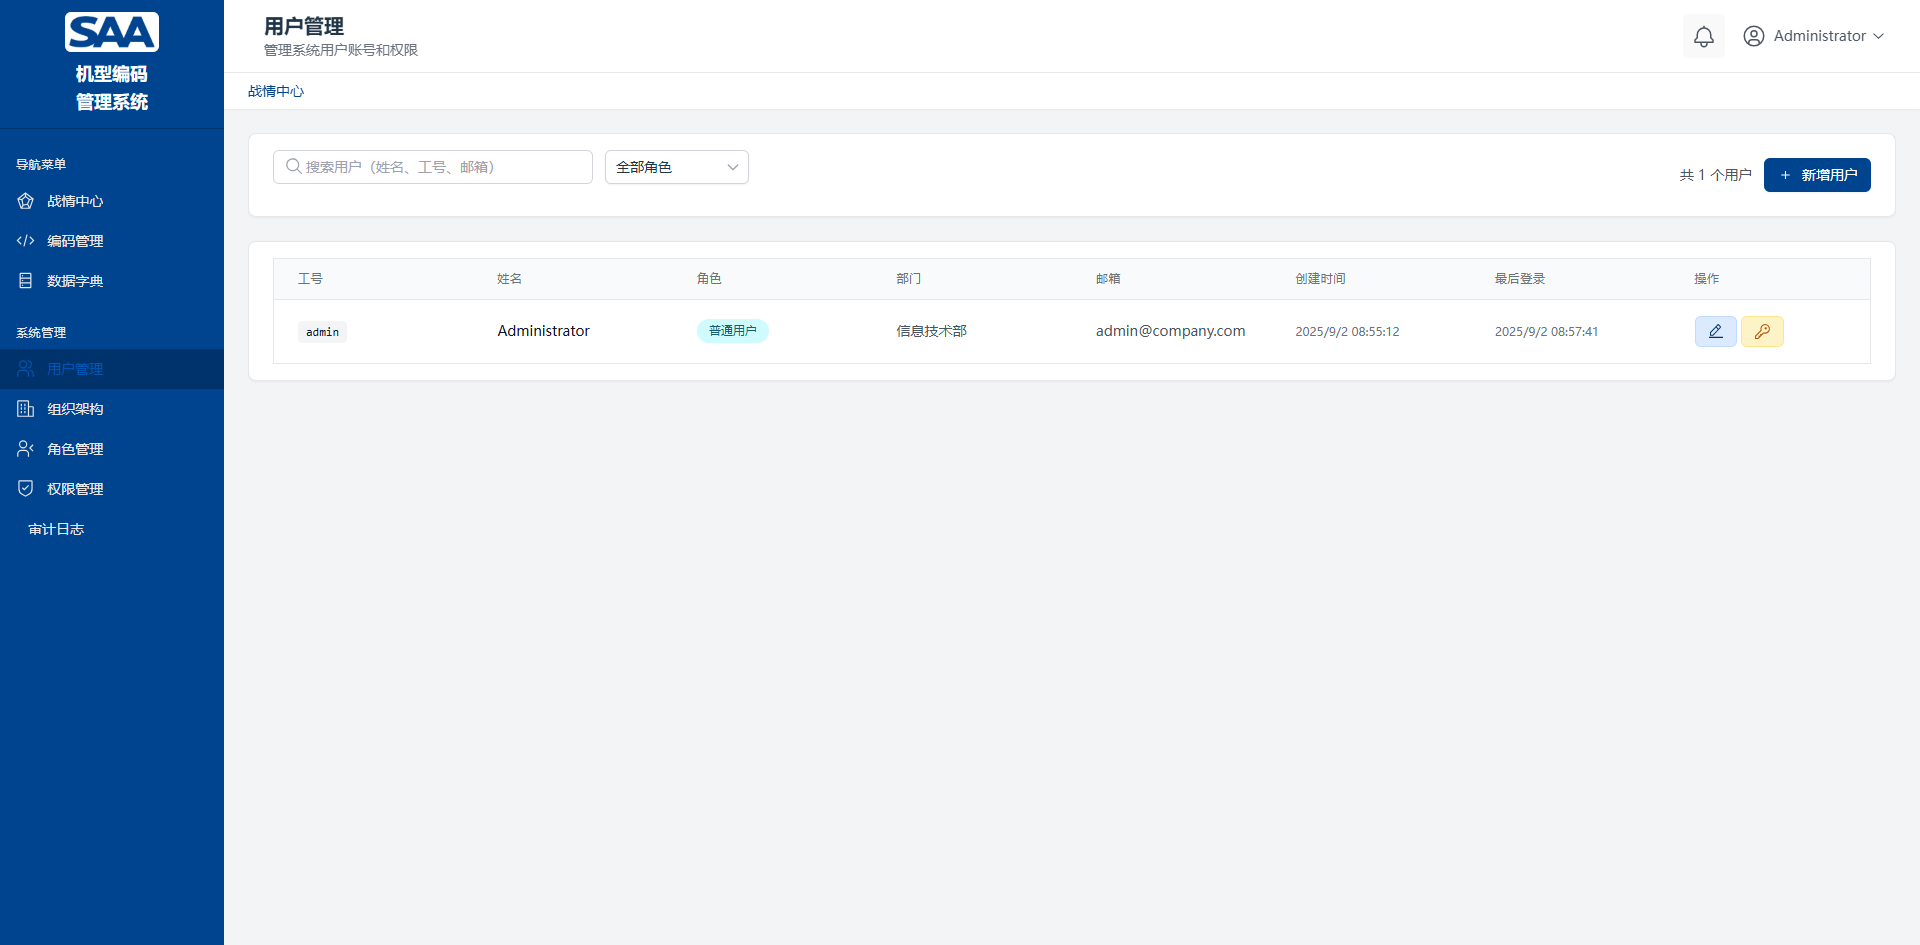 SAA
机型编码
管理系统
导航菜单
战情中心
编码管理
数据字典
系统管理
用户管理
组织架构
角色管理
权限管理
审计日志
用户管理
管理系统用户账号和权限
Administrator
战情中心
搜索用户（姓名、工号、邮箱） 全部角色 共 1 个用户 + 新增用户
工号 姓名 角色 部门 邮箱 创建时间 最后登录 操作
admin Administrator 普通用户 信息技术部 admin@company.com 2025/9/2 08:55:12 2025/9/2 08:57:41